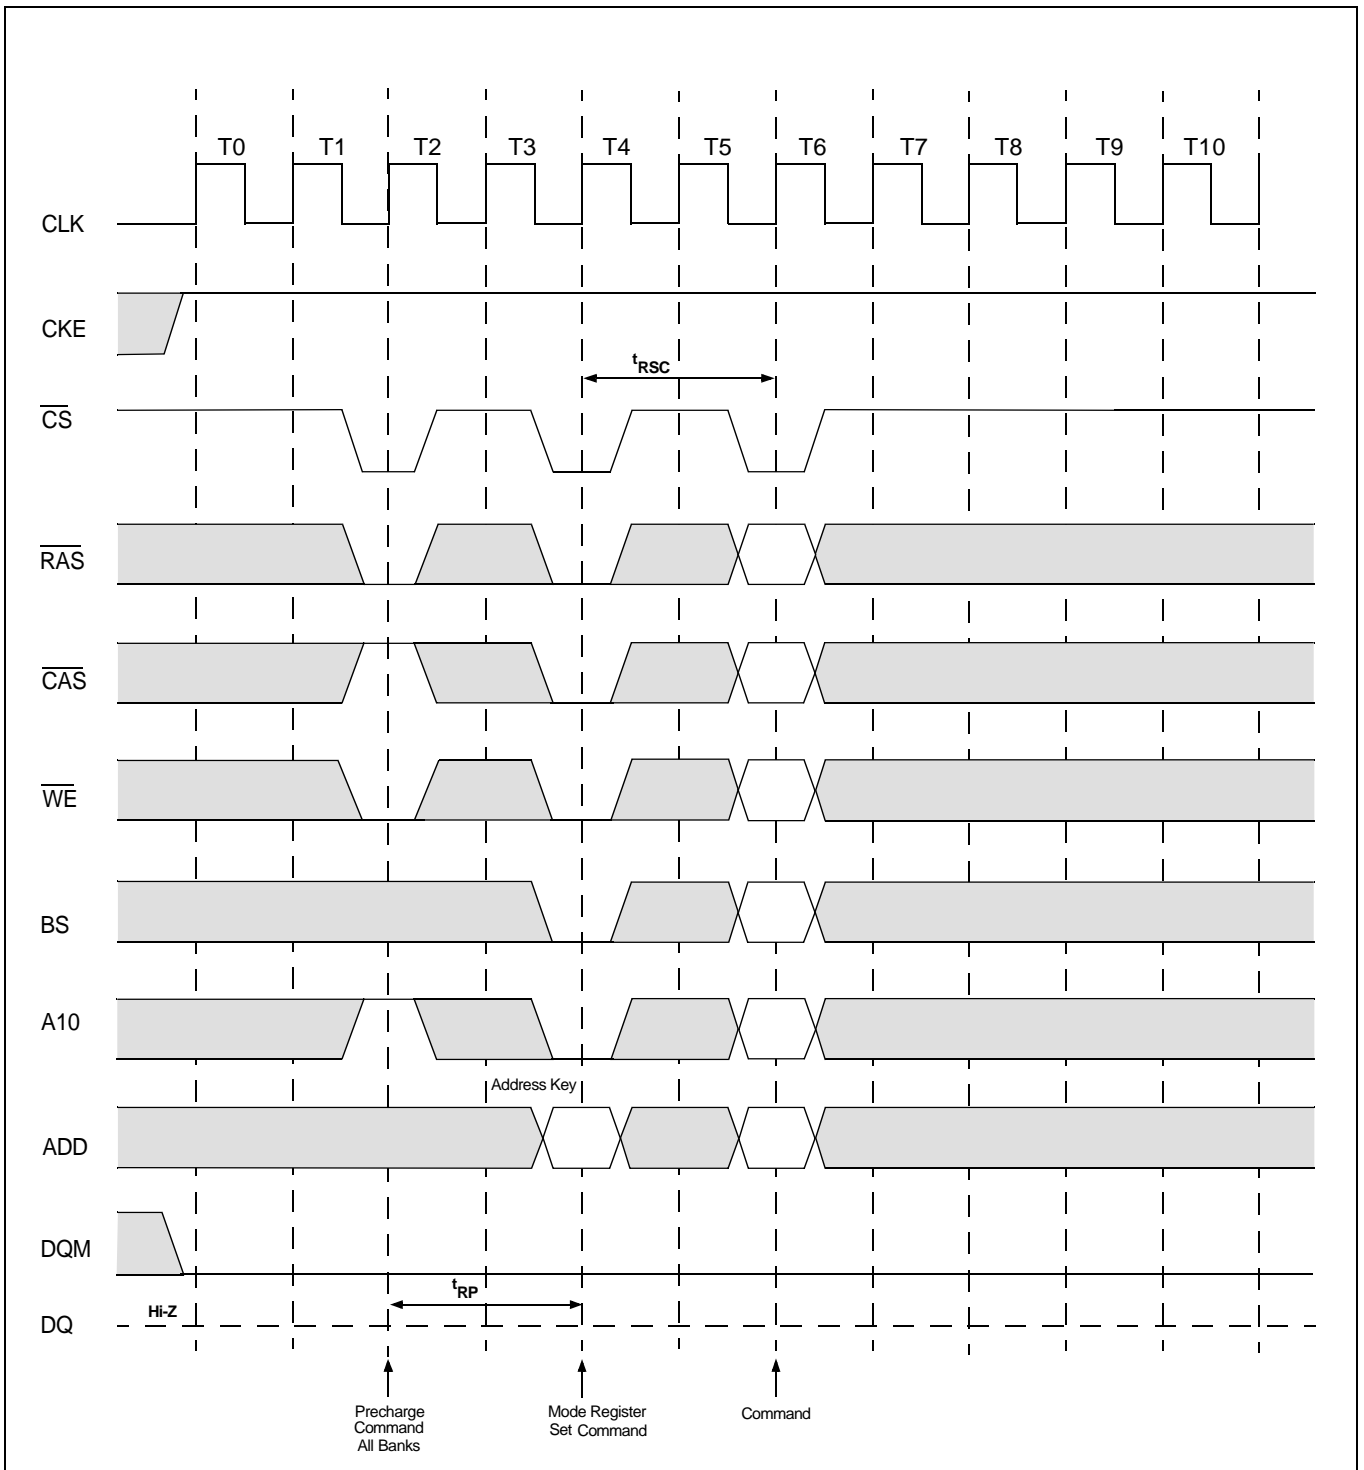 T0 T1 T2 T3 T4 T5 T6 T7 T8 T9 T10
CLK
CKE
tRSC
CS
RAS
CAS
WE
BS
A10
Address Key
ADD
DQM
tRP
Hi-Z
DQ
Precharge
Command
All Banks
Mode Register
Set Command
Command